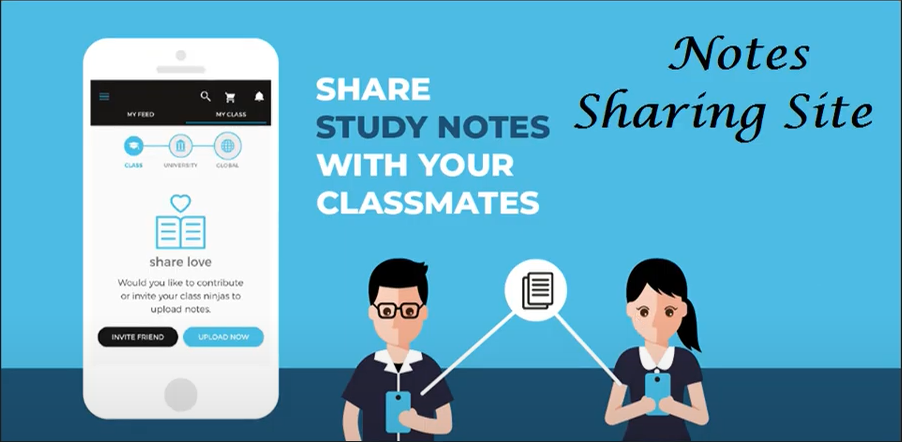 MY FEED MY CLASS
CLASS UNIVERSITY GLOBAL
share love
Would you like to contribute
or invite your class ninjas to
upload notes.
INVITE FRIEND UPLOAD NOW
SHARE
STUDY NOTES
WITH YOUR
CLASSMATES
Notes
Sharing Site